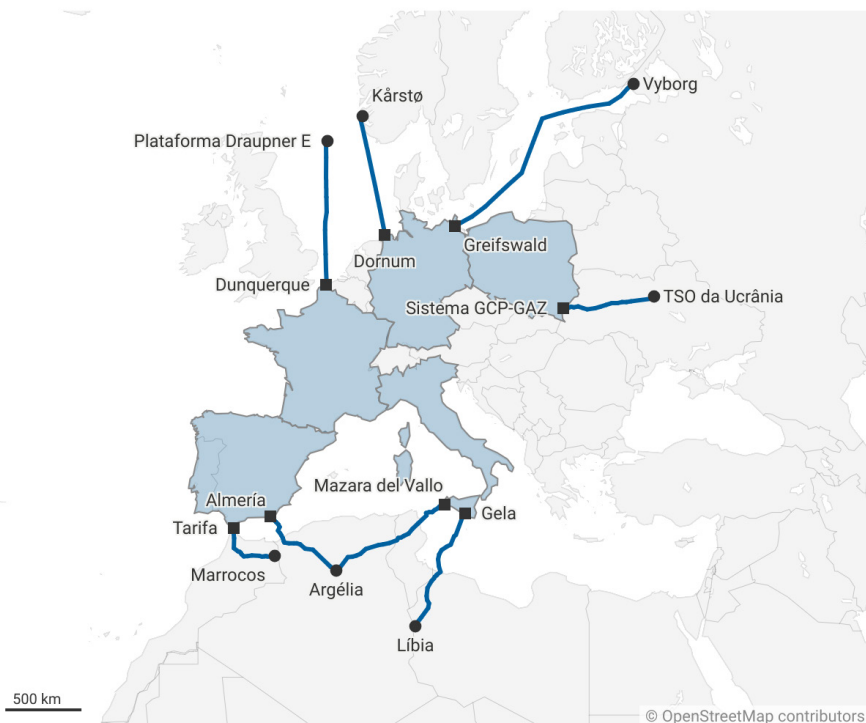 Vyborg
Kårstø
Plataforma Draupner E
Greifswald
Dornum
Dunquerque
TSO da Ucrânia
Sistema GCP-GAZ
Mazara del Vallo
Almería
Gela
Tarifa
Marrocos
Argélia
Líbia
500 km
© OpenStreetMap contributors